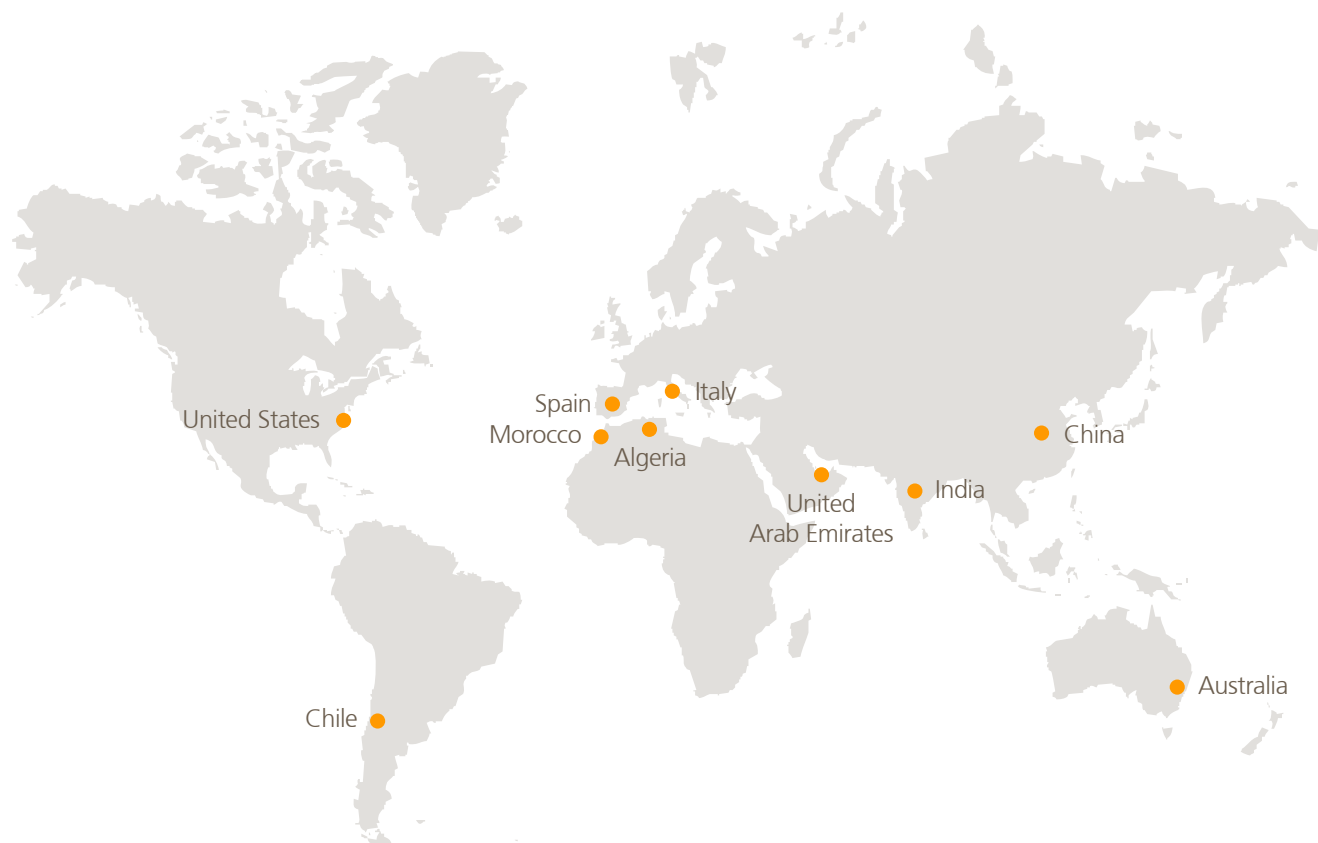 Italy
Spain
United States
Morocco
China
Algeria
India
United
Arab Emirates
Australia
Chile